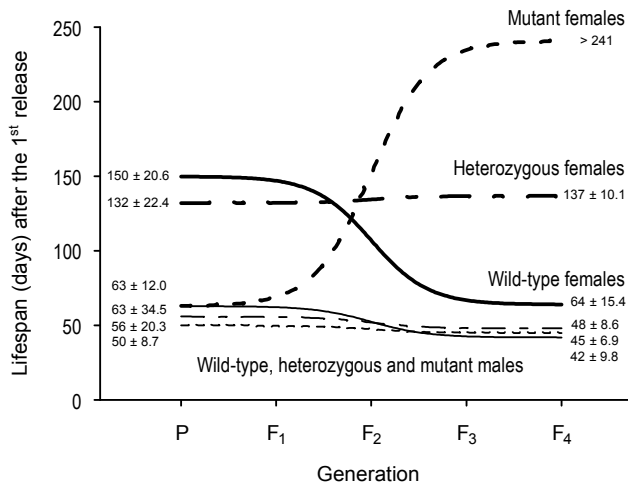 Mutant females
> 241
Heterozygous females
137 ± 10.1
Wild-type females
64 ± 15.4
48 ± 8.6
45 ± 6.9
42 ± 9.8
150 ± 20.6
132 ± 22.4
63 ± 12.0
63 ± 34.5
56 ± 20.3
50 ± 8.7
Wild-type, heterozygous and mutant males
Lifespan (days) after the 1st release
250
200
150
100
50
0
P F1 F2 F3 F4
Generation